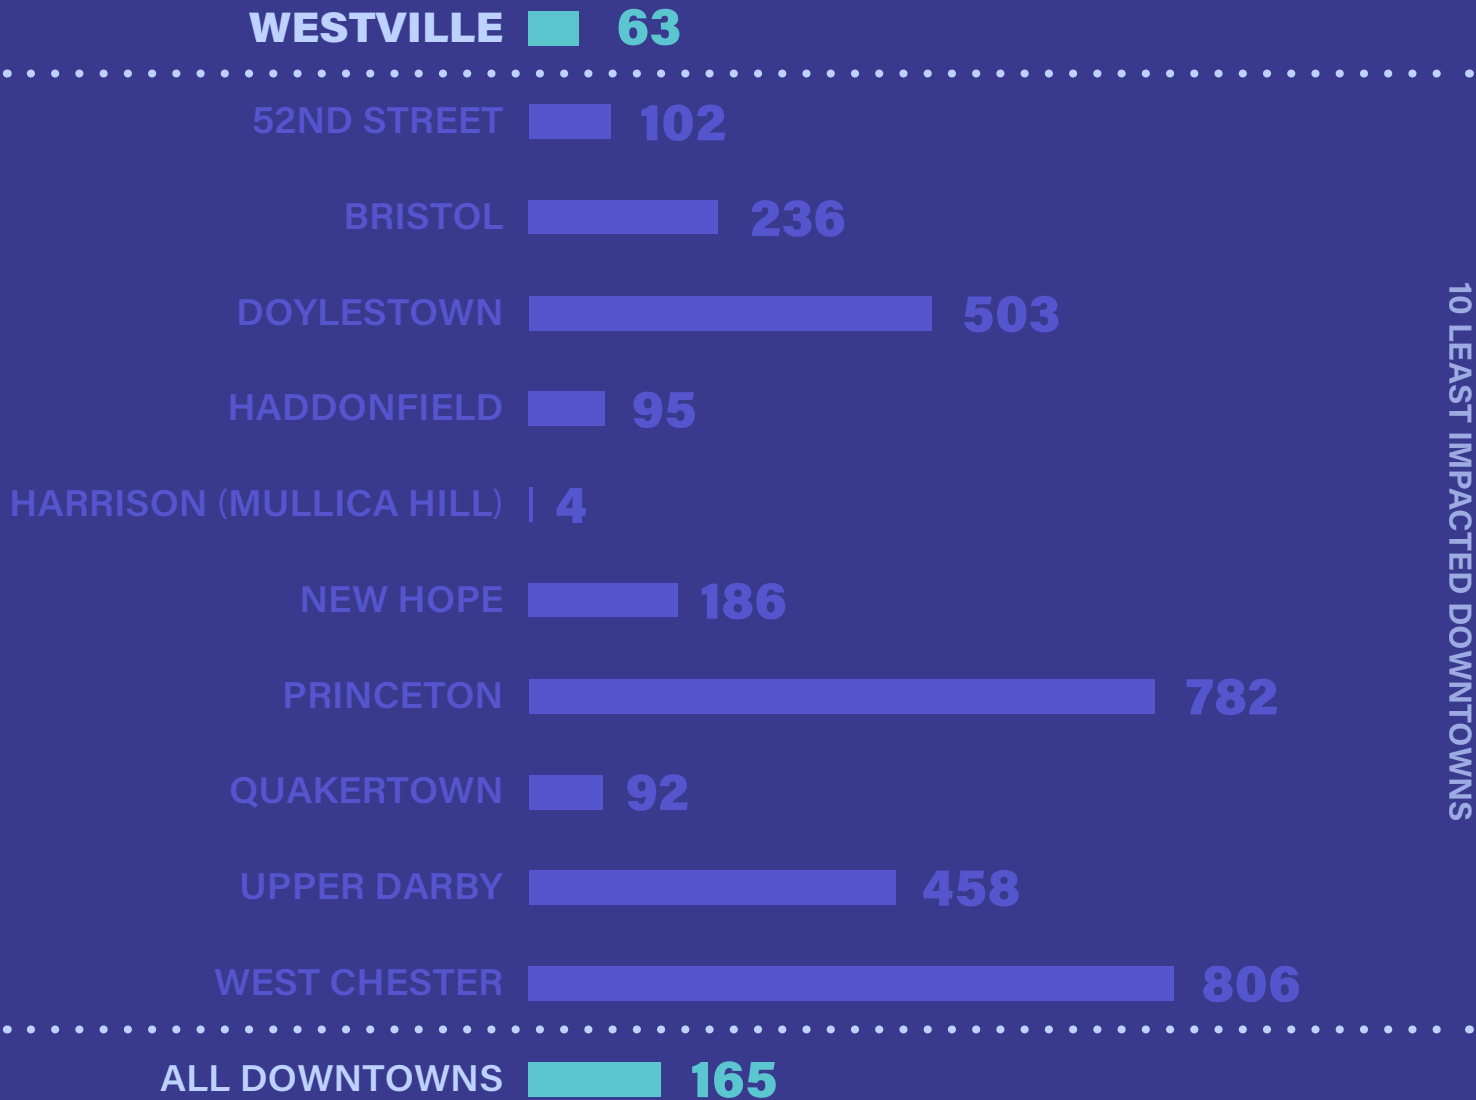 WESTVILLE 63
52ND STREET 102
BRISTOL 236
DOYLESTOWN 503
HADDONFIELD 95
HARRISON (MULLICA HILL) 4
NEW HOPE 186
PRINCETON 782
QUAKERTOWN 92
UPPER DARBY 458
WEST CHESTER 806
10 LEAST IMPACTED DOWNTOWNS
ALL DOWNTOWNS 165